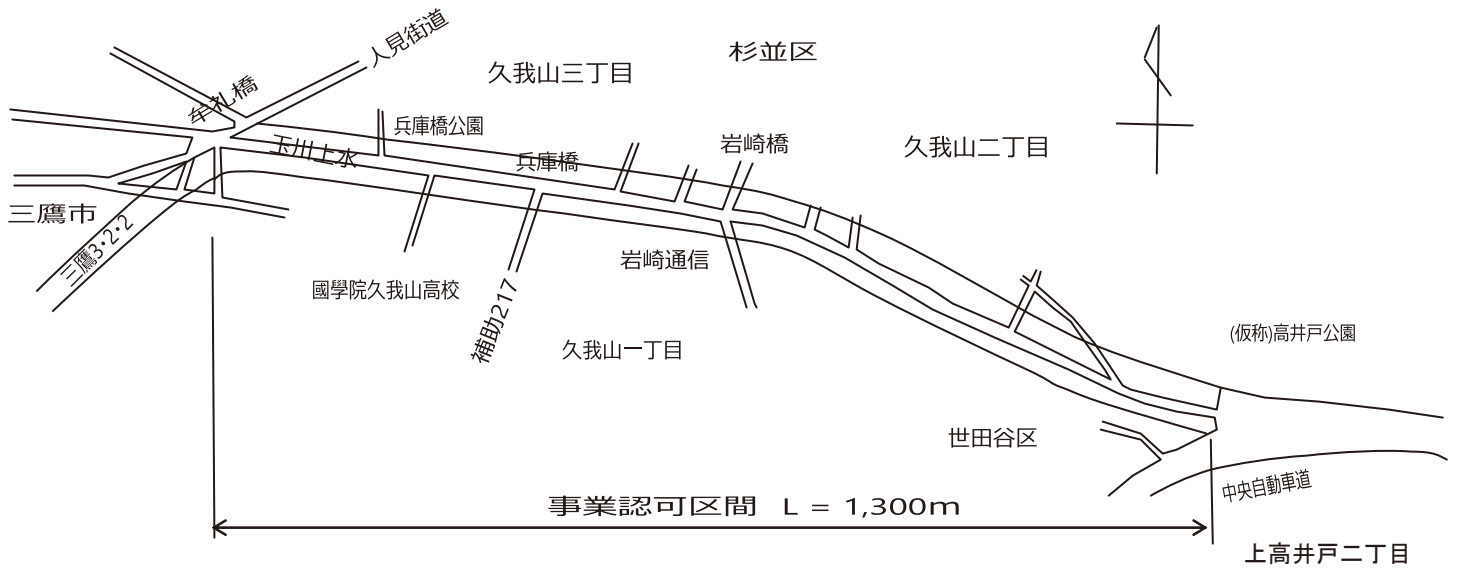 人見街道
杉並区
久我山三丁目
牟礼橋
兵庫橋公園
玉川上水
兵庫橋
岩崎橋
久我山二丁目
三鷹市
三鷹3・2・2
岩崎通信
國學院久我山高校
補助217
久我山一丁目
(仮称)高井戸公園
世田谷区
中央自動車道
事業認可区間 L = 1,300m
上高井戸二丁目